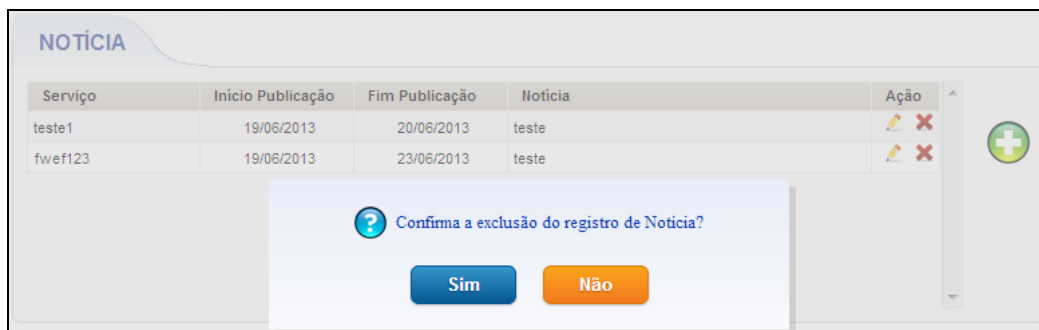 NOTÍCIA
Serviço Início Publicação Fim Publicação Notícia Ação
teste1 19/06/2013 20/06/2013 teste
fwef123 19/06/2013 23/06/2013 teste
Confirma a exclusão do registro de Noticia?
Sim Não